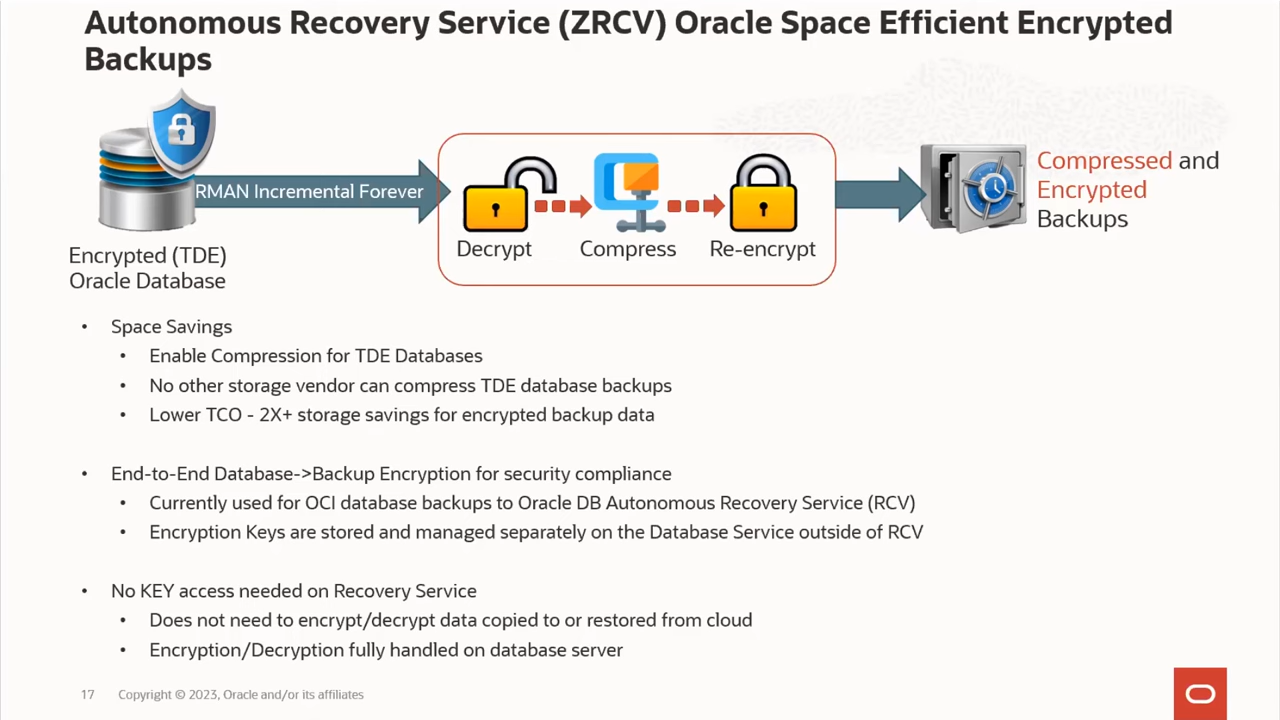 Autonomous Recovery Service (ZRCV) Oracle Space Efficient Encrypted
Backups
RMAN Incremental Forever
Encrypted (TDE)
Oracle Database
Decrypt
Compress
Re-encrypt
Compressed and
Encrypted
Backups
• Space Savings
• Enable Compression for TDE Databases
• No other storage vendor can compress TDE database backups
• Lower TCO - 2X+ storage savings for encrypted backup data
• End-to-End Database->Backup Encryption for security compliance
• Currently used for OCI database backups to Oracle DB Autonomous Recovery Service (RCV)
• Encryption Keys are stored and managed separately on the Database Service outside of RCV
• No KEY access needed on Recovery Service
• Does not need to encrypt/decrypt data copied to or restored from cloud
• Encryption/Decryption fully handled on database server
17 Copyright © 2023, Oracle and/or its affiliates